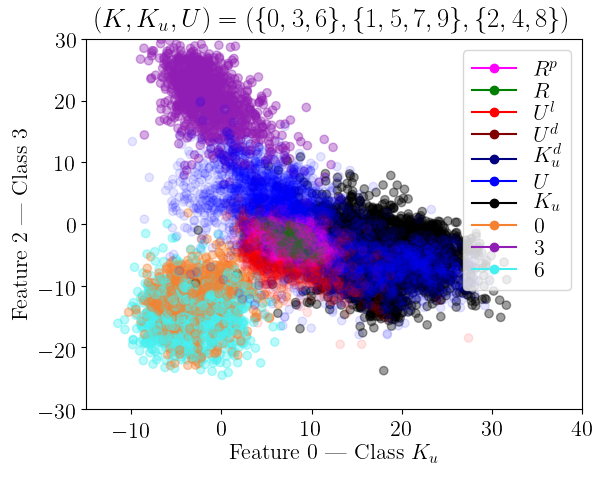 (K, K_u, U) = ({0, 3, 6}, {1, 5, 7, 9}, {2, 4, 8})
30
20
10
0
−10
−20
−30
Feature 2 — Class 3
R^p
R
U^l
U^d
K_u^d
U
K_u
0
3
6
−10 0 10 20 30 40
Feature 0 — Class K_u